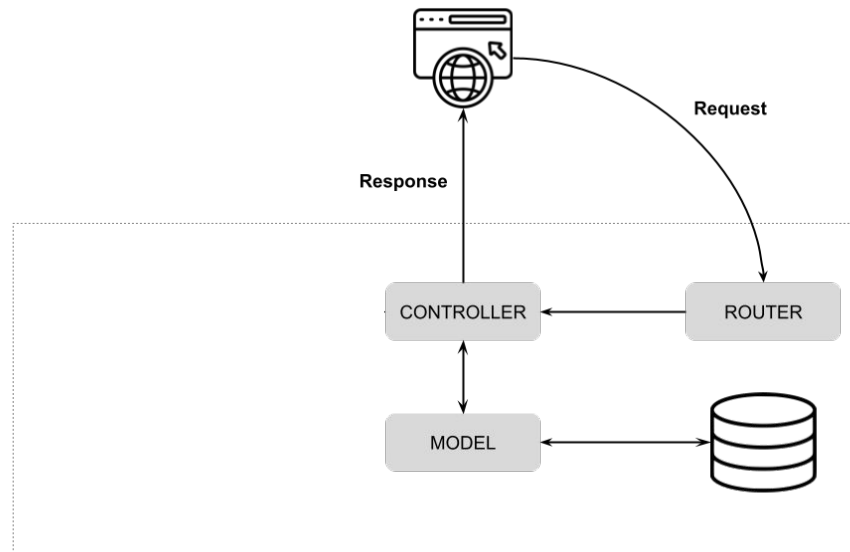 Request
Response
CONTROLLER
ROUTER
MODEL